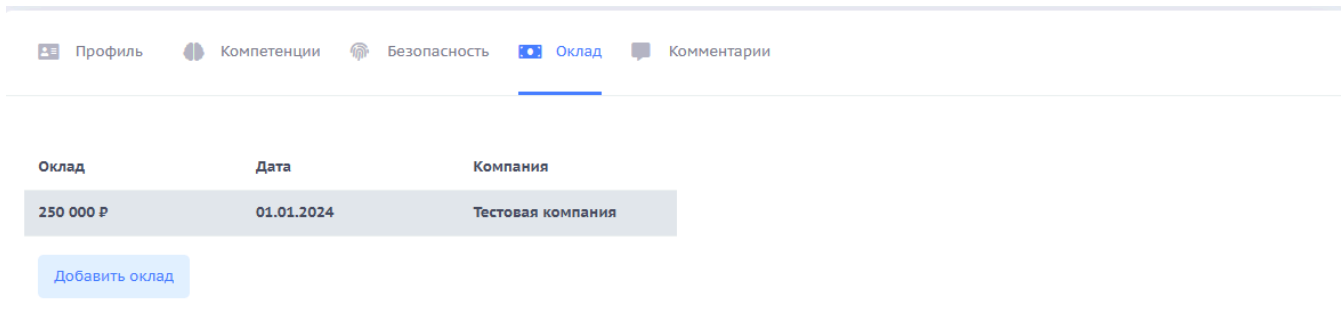 Профиль Компетенции Безопасность Оклад Комментарии
Оклад Дата Компания
250 000 ₽ 01.01.2024 Тестовая компания
Добавить оклад